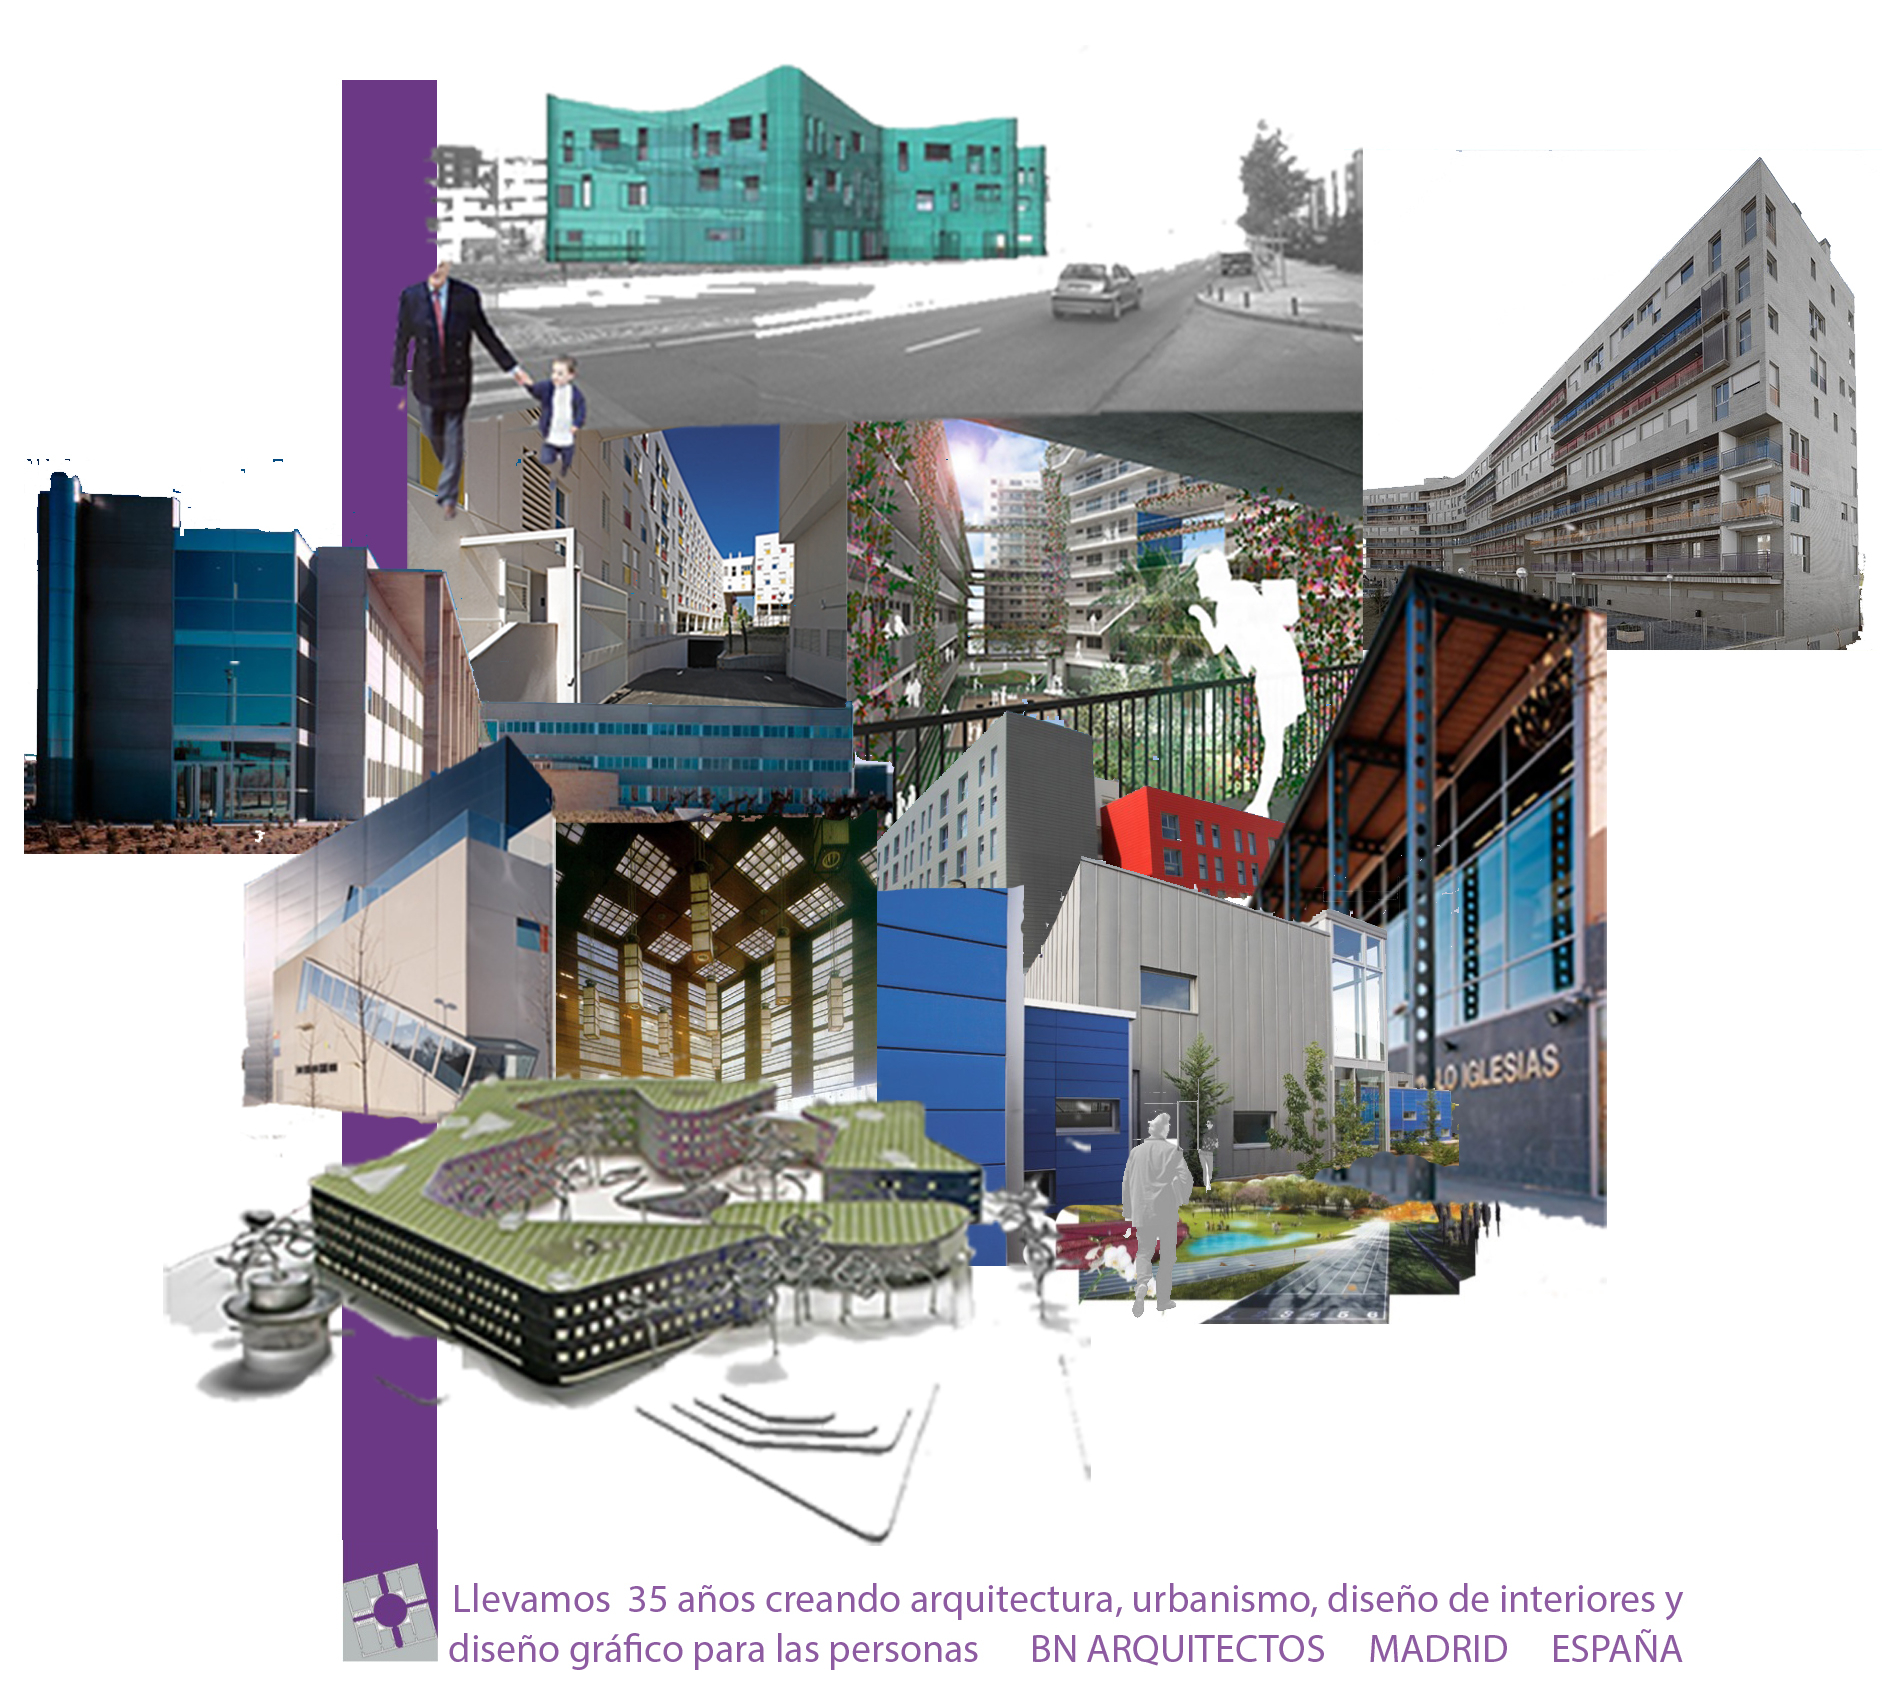 LO IGLESIAS
Llevamos 35 años creando arquitectura, urbanismo, diseño de interiores y
diseño gráfico para las personas BN ARQUITECTOS MADRID ESPAÑA